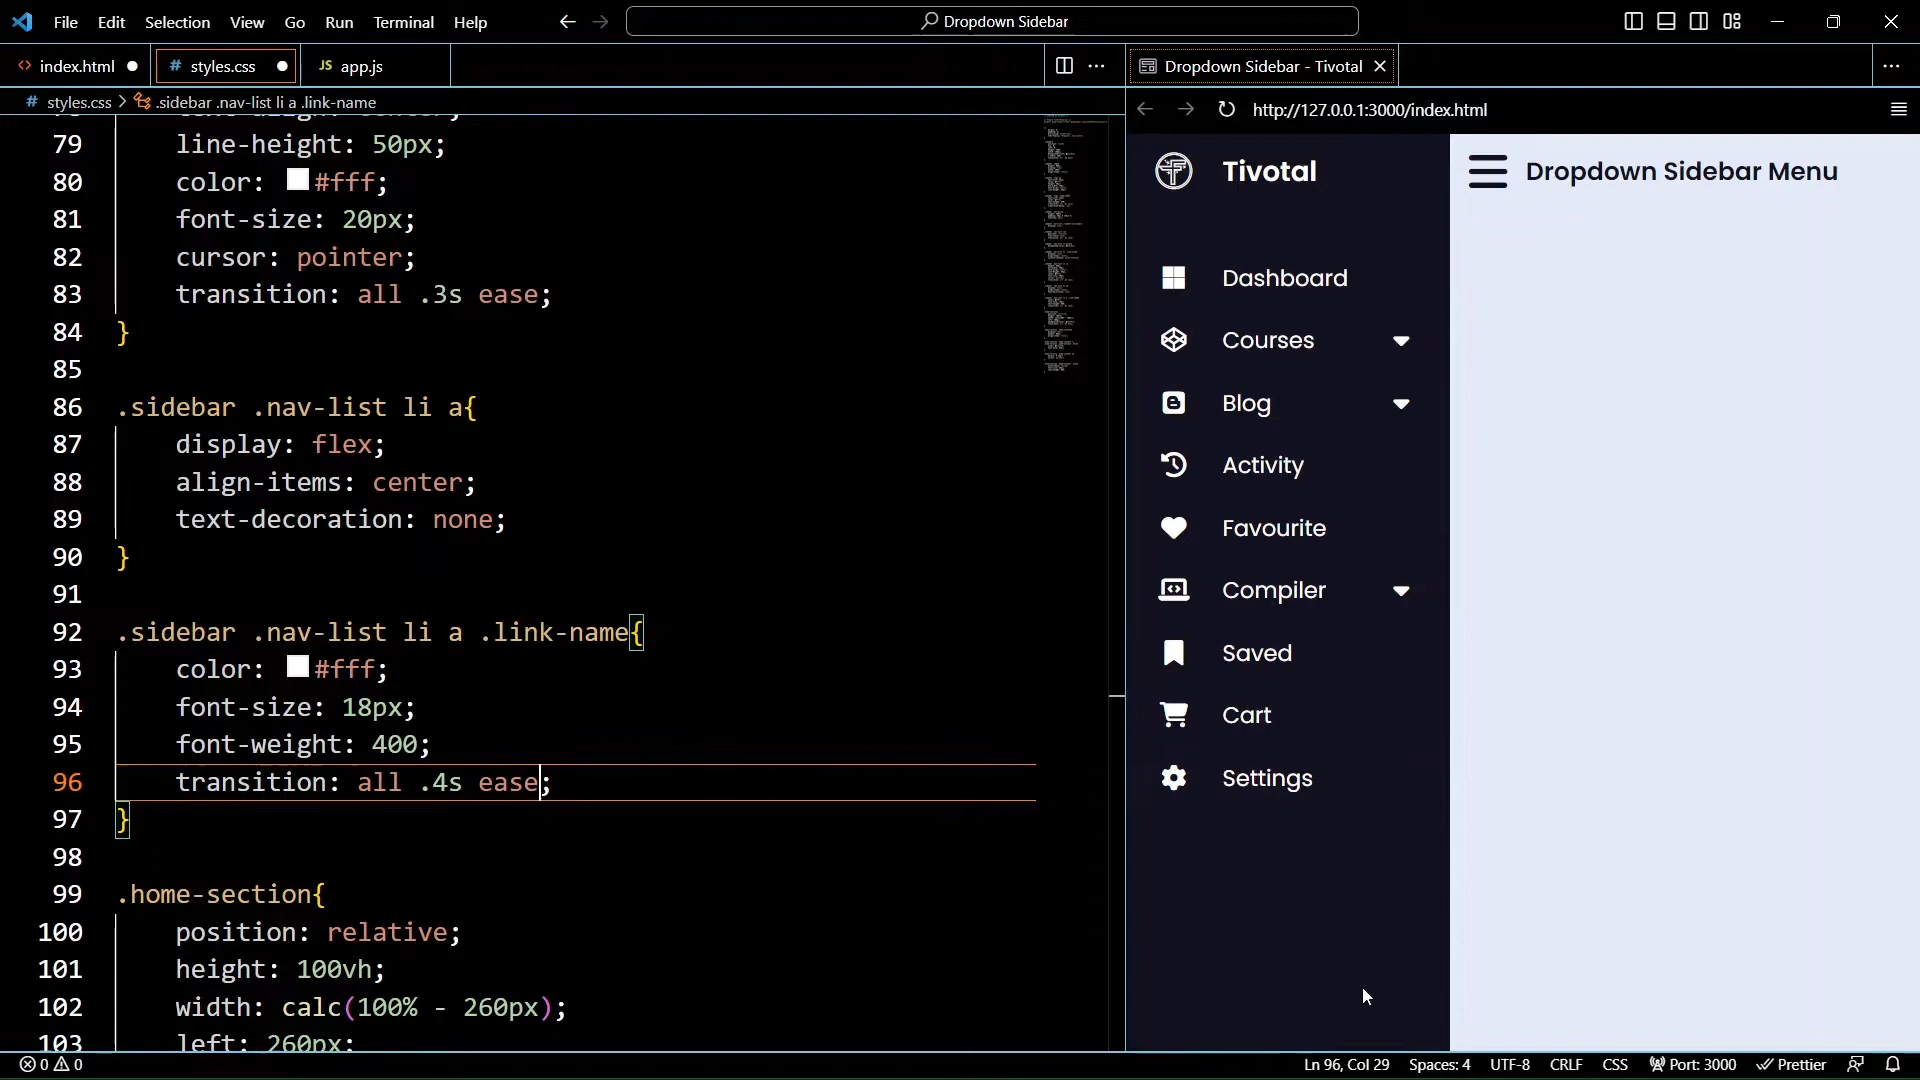 File Edit Selection View Go Run Terminal Help
Dropdown Sidebar
index.html
# styles.css
JS app.js
Dropdown Sidebar - Tivotal
# styles.css > .sidebar .nav-list li a .link-name
http://127.0.0.1:3000/index.html
79 line-height: 50px;
80 color: #fff;
81 font-size: 20px;
82 cursor: pointer;
83 transition: all .3s ease;
84 }
85
86 .sidebar .nav-list li a{
87 display: flex;
88 align-items: center;
89 text-decoration: none;
90 }
91
92 .sidebar .nav-list li a .link-name{
93 color: #fff;
94 font-size: 18px;
95 font-weight: 400;
96 transition: all .4s ease;
97 }
98
99 .home-section{
100 position: relative;
101 height: 100vh;
102 width: calc(100% - 260px);
103 left: 260px;
Tivotal
Dashboard
Courses
Blog
Activity
Favourite
Compiler
Saved
Cart
Settings
Dropdown Sidebar Menu
0 0
Ln 96, Col 29 Spaces: 4 UTF-8 CRLF CSS Port: 3000 Prettier